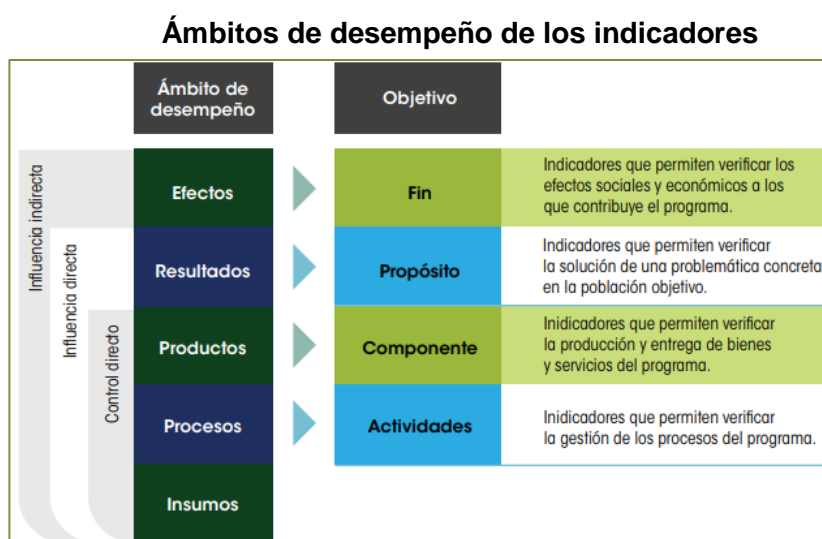 Ámbitos de desempeño de los indicadores
Ámbito de
desempeño
Objetivo
Influencia indirecta
Influencia directa
Control directo
Efectos
Fin
Indicadores que permiten verificar los
efectos sociales y económicos a los
que contribuye el programa.
Resultados
Propósito
Indicadores que permiten verificar
la solución de una problemática concreta
en la población objetivo.
Productos
Componente
Inidicadores que permiten verificar
la producción y entrega de bienes
y servicios del programa.
Procesos
Actividades
Inidicadores que permiten verificar
la gestión de los procesos del programa.
Insumos